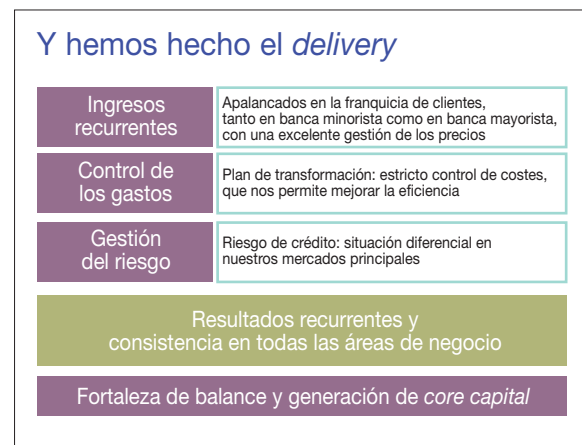 Y hemos hecho el delivery
Ingresos
recurrentes
Apalancados en la franquicia de clientes,
tanto en banca minorista como en banca mayorista,
con una excelente gestión de los precios
Control de
los gastos
Plan de transformación: estricto control de costes,
que nos permite mejorar la eficiencia
Gestión
del riesgo
Riesgo de crédito: situación diferencial en
nuestros mercados principales
Resultados recurrentes y
consistencia en todas las áreas de negocio
Fortaleza de balance y generación de core capital